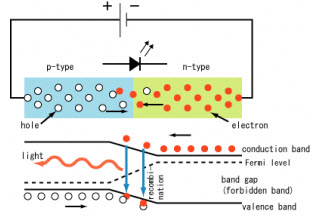 + −
p-type n-type
hole electron
conduction band
light Fermi level
recombi-
nation
band gap
(forbidden band)
valence band